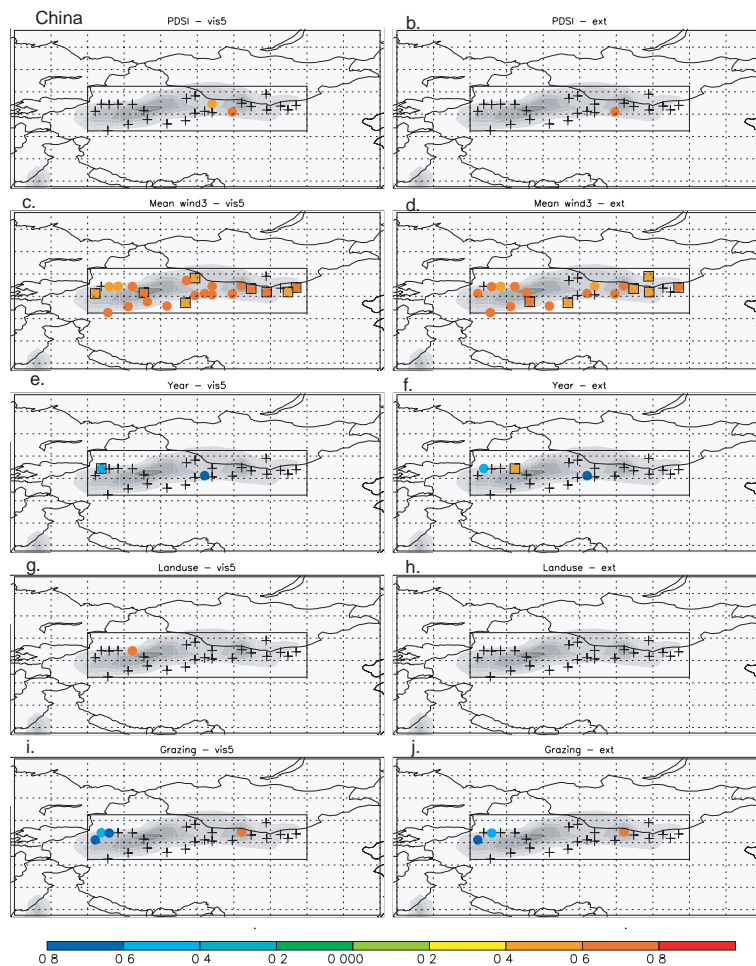 China
PDSI - vis5
b.
PDSI - ext
c.
Mean wind3 - vis5
d.
Mean wind3 - ext
e.
Year - vis5
f.
Year - ext
g.
Landuse - vis5
h.
Landuse - ext
i.
Grazing - vis5
j.
Grazing - ext
0 8 0 6 0 4 0 2 0 000 0 2 0 4 0 6 0 8